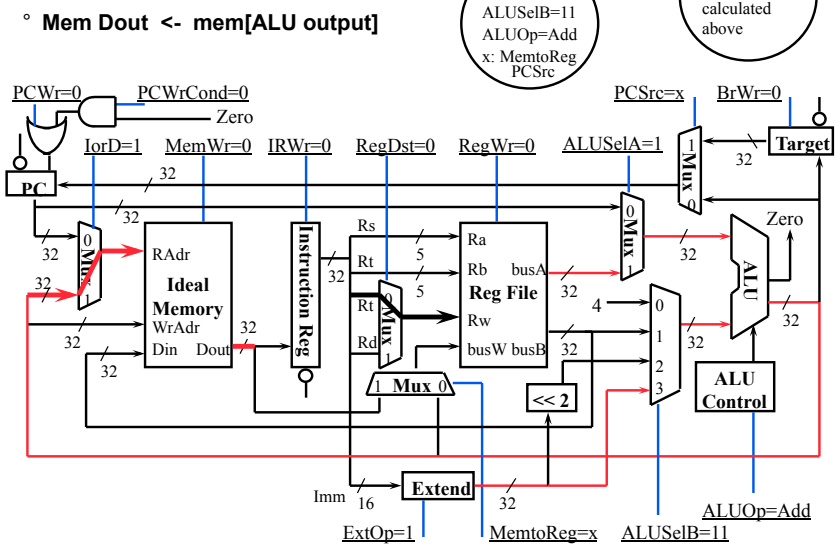 ° Mem Dout <- mem[ALU output]
ALUSelB=11
ALUOp=Add
x: MemtoReg
PCSrc
calculated
above
PCWr=0
PCWrCond=0
PCSrc=x
BrWr=0
Zero
IorD=1
MemWr=0
IRWr=0
RegDst=0
RegWr=0
ALUSelA=1
1
Mux
0
32
Target
PC
32
32
32
0
Mux
1
32
32
RAdr
Ideal
Memory
WrAdr
Din
Dout
32
32
32
Instruction Reg
32
Rs
Rt
Rt
Rd
5
5
0
Mux
1
Ra
Rb
busA
Reg File
Rw
busW
busB
32
32
0
Mux
1
32
4
0
1
2
3
32
ALU
Zero
32
1 Mux 0
<< 2
ALU
Control
Imm
16
Extend
32
ExtOp=1
MemtoReg=x
ALUSelB=11
ALUOp=Add